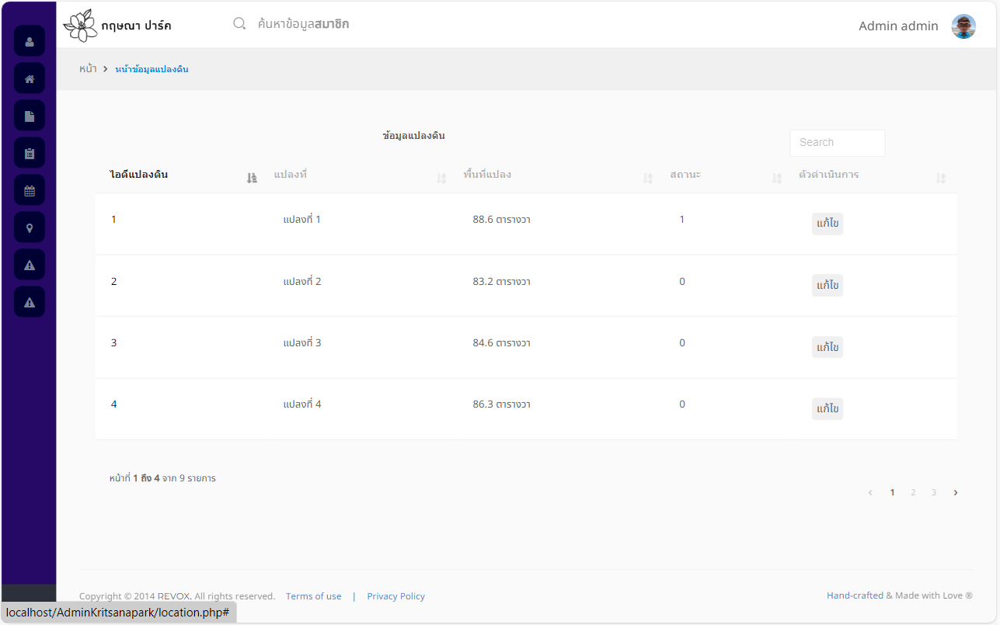 กฤษณา ปาร์ค
ค้นหาข้อมูลสมาชิก
Admin admin
หน้า > หน้าข้อมูลแปลงดิน
ข้อมูลแปลงดิน
Search
ไอดีแปลงดิน แปลงที่ พื้นที่แปลง สถานะ ตัวดำเนินการ
1 แปลงที่ 1 88.6 ตารางวา 1 แก้ไข
2 แปลงที่ 2 83.2 ตารางวา 0 แก้ไข
3 แปลงที่ 3 84.6 ตารางวา 0 แก้ไข
4 แปลงที่ 4 86.3 ตารางวา 0 แก้ไข
หน้าที่ 1 ถึง 4 จาก 9 รายการ
‹ 1 2 3 ›
Copyright © 2014 REVOX. All rights reserved. Terms of use | Privacy Policy
Hand-crafted & Made with Love ®
localhost/AdminKritsanapark/location.php#